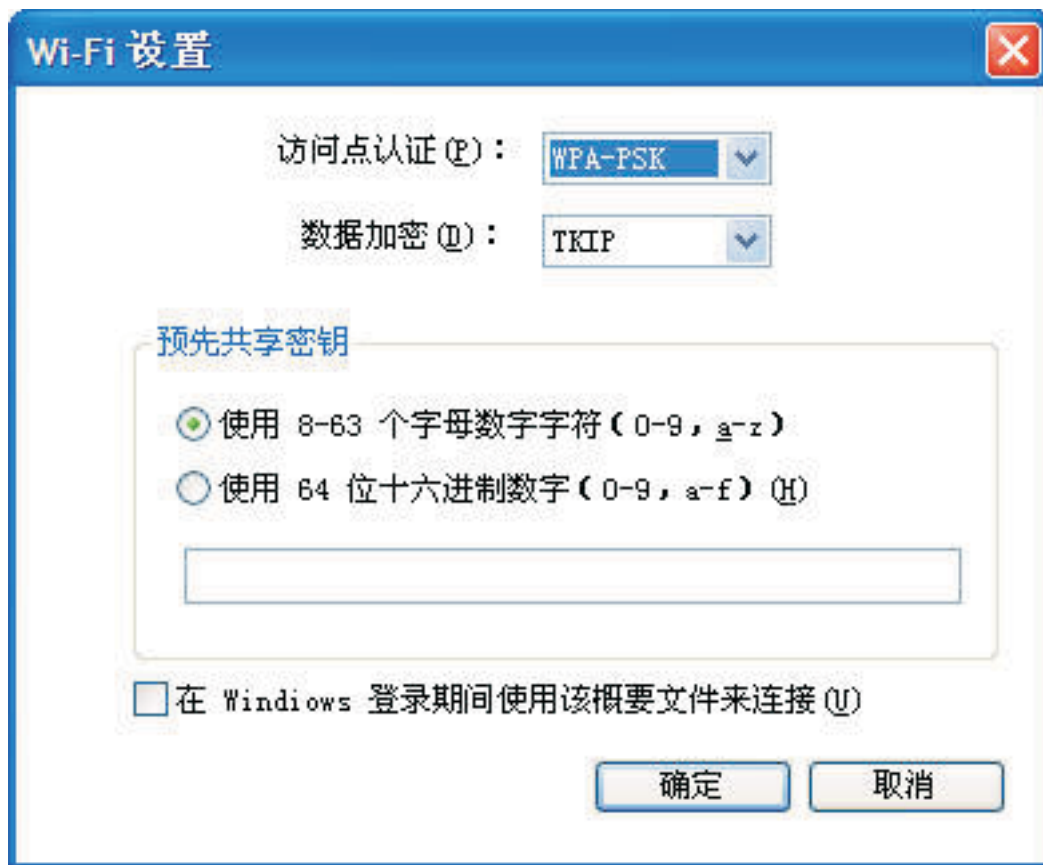 Wi-Fi 设置
访问点认证(P)：
WPA-PSK
数据加密(D)：
TKIP
预先共享密钥
使用 8-63 个字母数字字符(0-9，a-z)
使用 64 位十六进制数字(0-9，a-f)(H)
在 Windiows 登录期间使用该概要文件来连接(U)
确定
取消